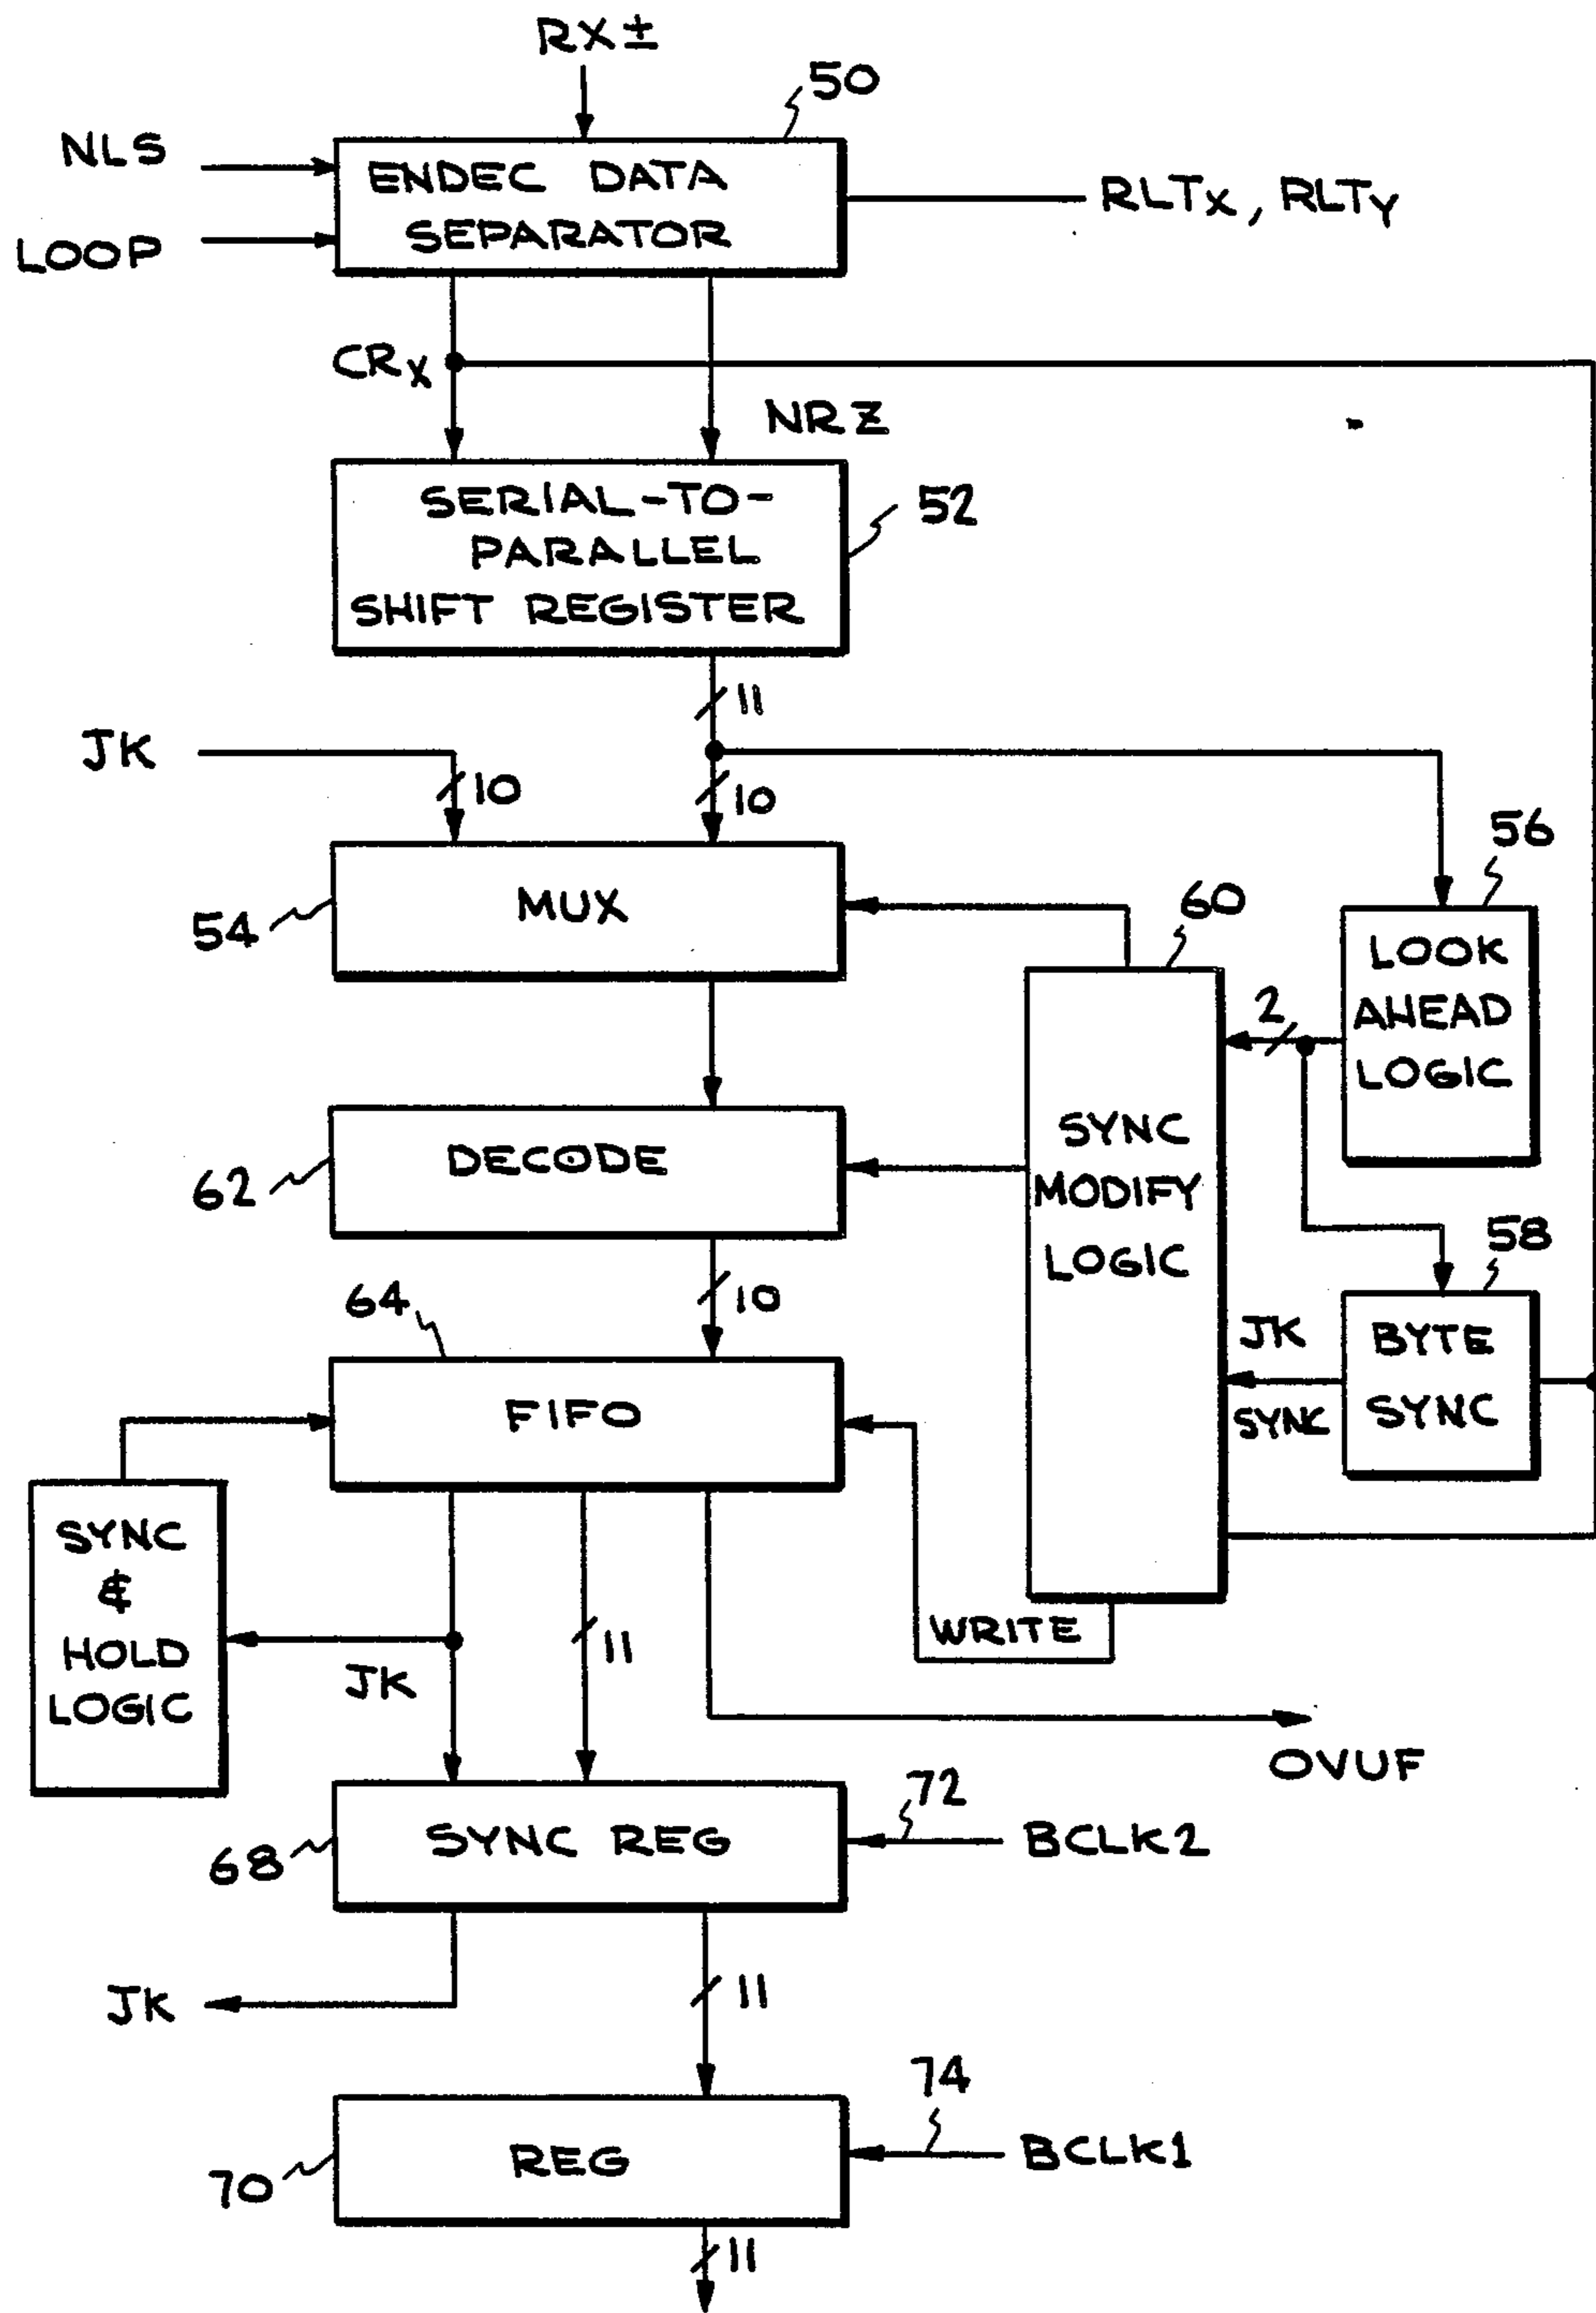 RX±
50
NLS
ENDEC DATA
SEPARATOR
RLTX, RLTY
LOOP
CRX
NRZ
SERIAL-TO-
PARALLEL
SHIFT REGISTER
52
11
JK
10
10
56
MUX
54
60
LOOK
AHEAD
LOGIC
2
SYNC
MODIFY
LOGIC
DECODE
62
58
10
64
JK
SYNC
BYTE
SYNC
FIFO
SYNC
&
HOLD
LOGIC
WRITE
11
JK
OVUF
72
SYNC REG
BCLK2
68
JK
11
74
REG
BCLK1
70
11